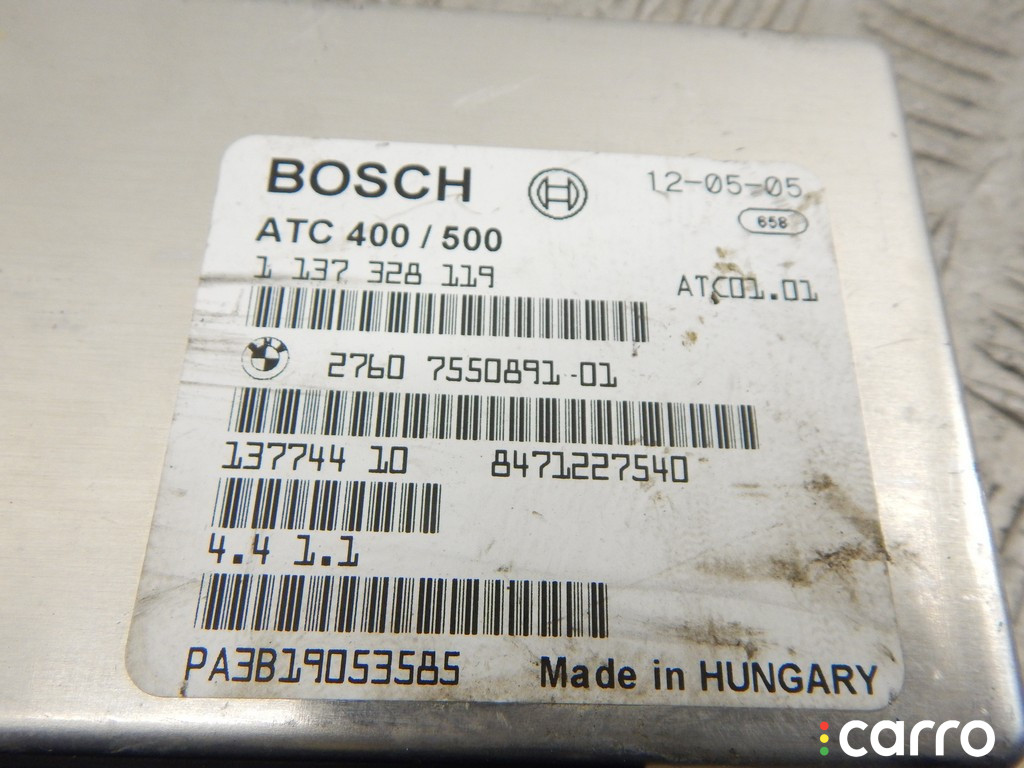 BOSCH 12-05-05
658
ATC 400 / 500
1 137 328 119 ATC01.01
2760 7550891-01
137744 10 8471227540
4.4 1.1
PA3B19053585 Made in HUNGARY
carro